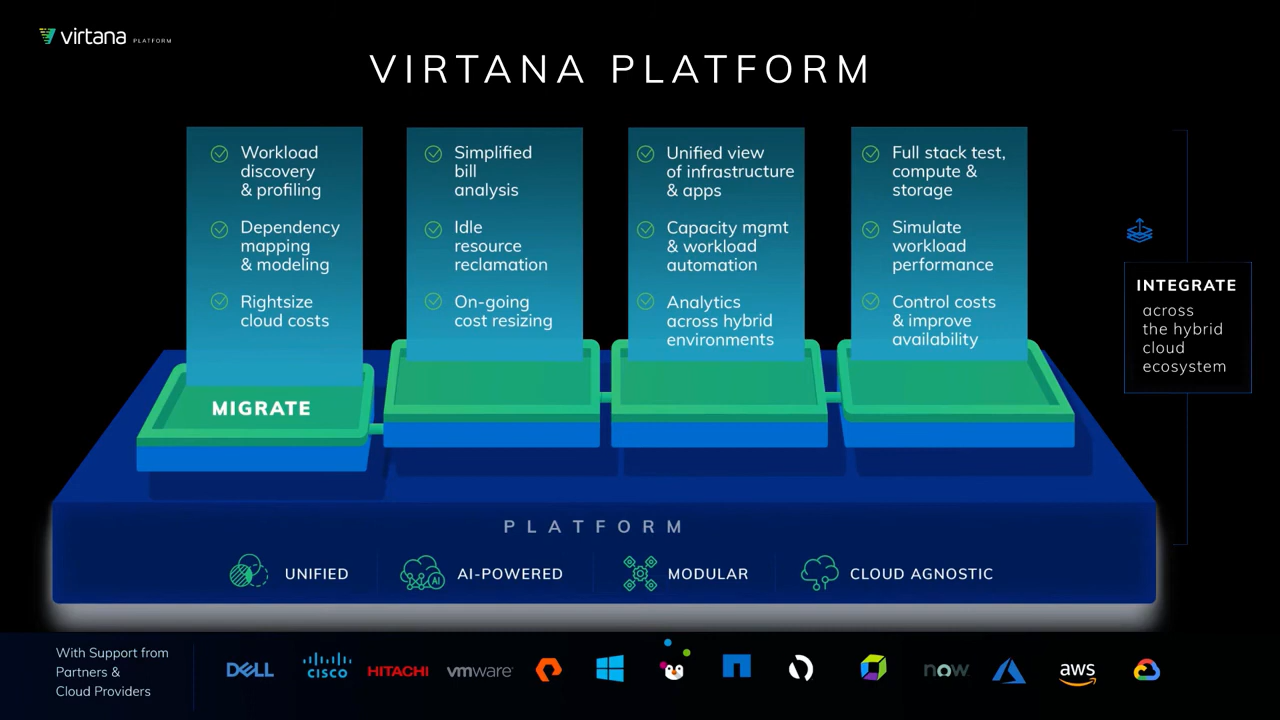 virtana PLATFORM
VIRTANA PLATFORM
Workload
discovery
& profiling
Dependency
mapping
& modeling
Rightsize
cloud costs
MIGRATE
Simplified
bill
analysis
Idle
resource
reclamation
On-going
cost resizing
Unified view
of infrastructure
& apps
Capacity mgmt
& workload
automation
Analytics
across hybrid
environments
Full stack test,
compute &
storage
Simulate
workload
performance
Control costs
& improve
availability
INTEGRATE
across
the hybrid
cloud
ecosystem
PLATFORM
UNIFIED
AI
AI-POWERED
MODULAR
CLOUD AGNOSTIC
With Support from
Partners &
Cloud Providers
DELL
CISCO
HITACHI
vmware
now
aws